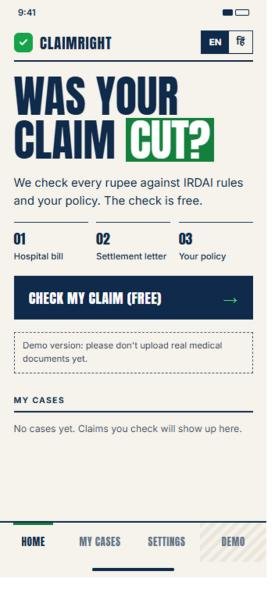 9:41
CLAIMRIGHT
EN हिं
WAS YOUR
CLAIM CUT?
We check every rupee against IRDAI rules
and your policy. The check is free.
01 02 03
Hospital bill Settlement letter Your policy
CHECK MY CLAIM (FREE) →
Demo version: please don't upload real medical
documents yet.
MY CASES
No cases yet. Claims you check will show up here.
HOME MY CASES SETTINGS DEMO